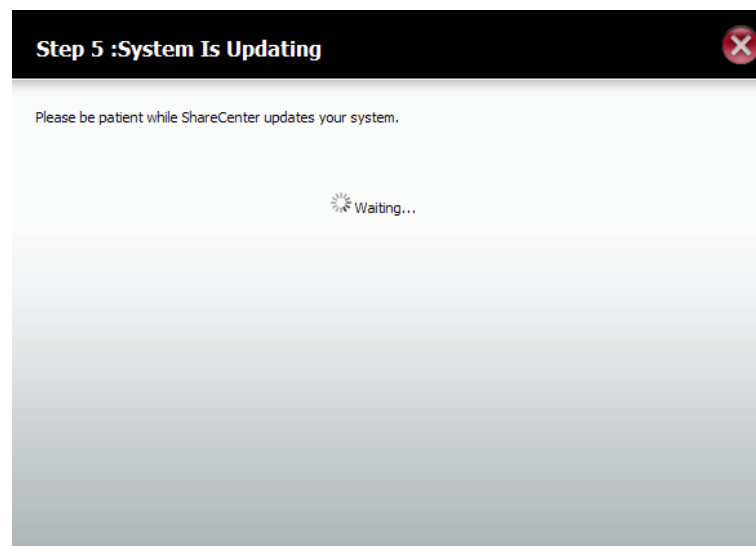 Step 5 :System Is Updating
Please be patient while ShareCenter updates your system.
Waiting...